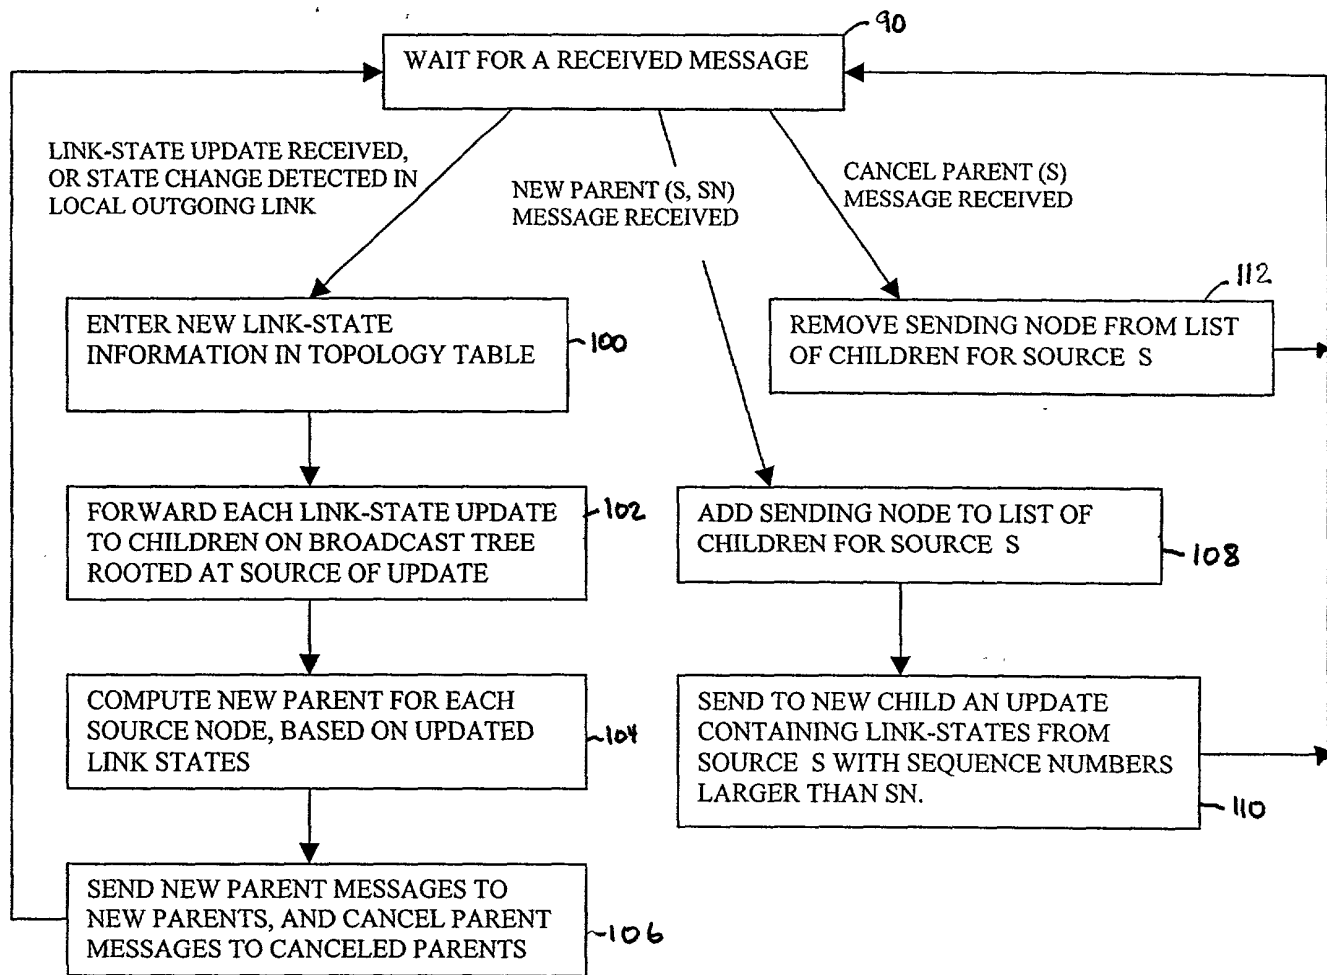 90
WAIT FOR A RECEIVED MESSAGE
LINK-STATE UPDATE RECEIVED,
OR STATE CHANGE DETECTED IN
LOCAL OUTGOING LINK
NEW PARENT (S, SN)
MESSAGE RECEIVED
CANCEL PARENT (S)
MESSAGE RECEIVED
112
ENTER NEW LINK-STATE
INFORMATION IN TOPOLOGY TABLE
100
REMOVE SENDING NODE FROM LIST
OF CHILDREN FOR SOURCE S
FORWARD EACH LINK-STATE UPDATE
TO CHILDREN ON BROADCAST TREE
ROOTED AT SOURCE OF UPDATE
102
ADD SENDING NODE TO LIST OF
CHILDREN FOR SOURCE S
108
COMPUTE NEW PARENT FOR EACH
SOURCE NODE, BASED ON UPDATED
LINK STATES
104
SEND TO NEW CHILD AN UPDATE
CONTAINING LINK-STATES FROM
SOURCE S WITH SEQUENCE NUMBERS
LARGER THAN SN.
110
SEND NEW PARENT MESSAGES TO
NEW PARENTS, AND CANCEL PARENT
MESSAGES TO CANCELED PARENTS
106